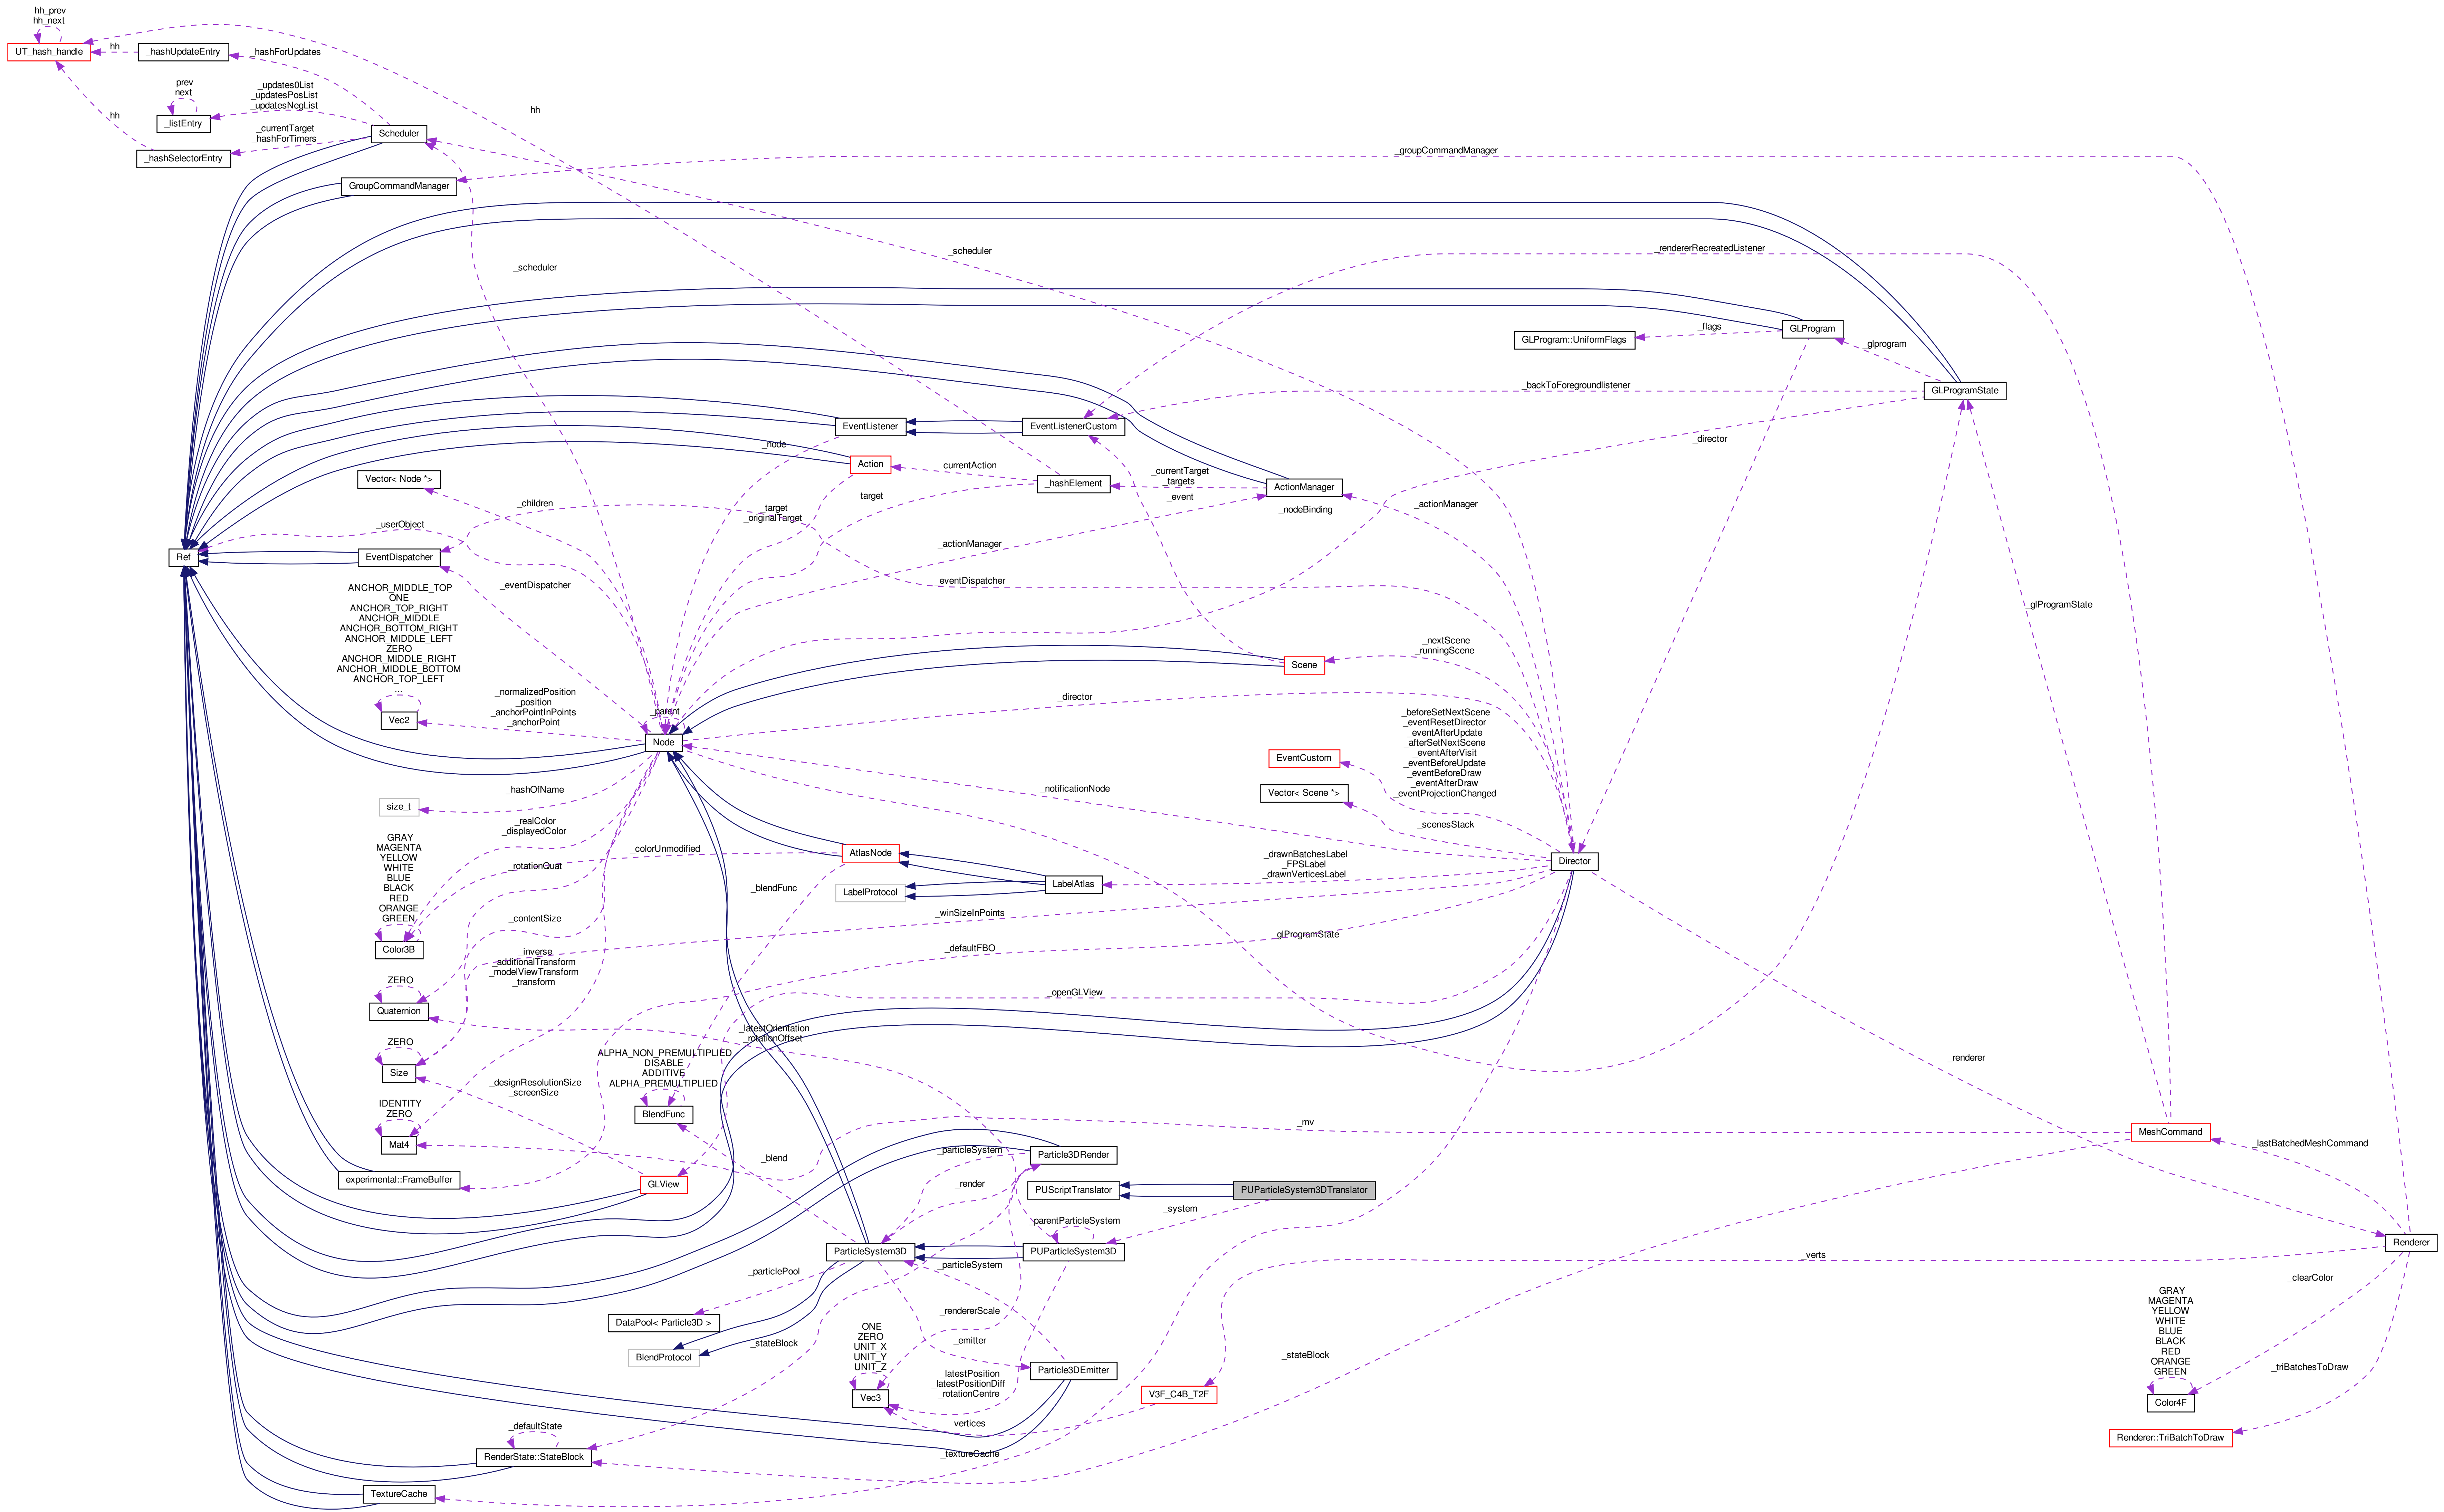 hh_prev
hh_next
UT_hash_handle
hh
_hashUpdateEntry
_hashForUpdates
prev
next
_listEntry
_updates0List
_updatesPosList
_updatesNegList
hh
_hashSelectorEntry
_currentTarget
_hashForTimers
Scheduler
hh
_groupCommandManager
GroupCommandManager
_scheduler
_scheduler
_rendererRecreatedListener
GLProgram::UniformFlags
_flags
GLProgram
_glprogram
_backToForegroundlistener
GLProgramState
EventListener
EventListenerCustom
_director
_node
Action
currentAction
_hashElement
_currentTarget
_targets
ActionManager
Vector< Node *>
_children
target
_event
_nodeBinding
_actionManager
_target
_originalTarget
_userObject
_actionManager
Ref
EventDispatcher
_eventDispatcher
_eventDispatcher
ANCHOR_MIDDLE_TOP
ONE
ANCHOR_TOP_RIGHT
ANCHOR_MIDDLE
ANCHOR_BOTTOM_RIGHT
ANCHOR_MIDDLE_LEFT
ZERO
ANCHOR_MIDDLE_RIGHT
ANCHOR_MIDDLE_BOTTOM
ANCHOR_TOP_LEFT
...
Vec2
_normalizedPosition
_position
_anchorPointInPoints
_anchorPoint
_parent
Node
_director
Scene
_nextScene
_runningScene
_glProgramState
_beforeSetNextScene
_eventResetDirector
_eventAfterUpdate
_afterSetNextScene
_eventAfterVisit
_eventBeforeUpdate
_eventBeforeDraw
_eventAfterDraw
_eventProjectionChanged
EventCustom
Vector< Scene *>
_scenesStack
_notificationNode
size_t
_hashOfName
_realColor
_displayedColor
_colorUnmodified
AtlasNode
LabelProtocol
LabelAtlas
_drawnBatchesLabel
_FPSLabel
_drawnVerticesLabel
Director
GRAY
MAGENTA
YELLOW
WHITE
BLUE
BLACK
RED
ORANGE
GREEN
Color3B
_rotationQuat
_blendFunc
_contentSize
_winSizeInPoints
_glProgramState
_defaultFBO
_inverse
_additionalTransform
_modelViewTransform
_transform
ZERO
Quaternion
_openGLView
_latestOrientation
_rotationOffset
ZERO
Size
ALPHA_NON_PREMULTIPLIED
DISABLE
ADDITIVE
ALPHA_PREMULTIPLIED
BlendFunc
_designResolutionSize
_screenSize
_renderer
IDENTITY
ZERO
Mat4
_mv
MeshCommand
_lastBatchedMeshCommand
experimental::FrameBuffer
GLView
_blend
_particleSystem
Particle3DRender
_render
PUScriptTranslator
PUParticleSystem3DTranslator
_system
_parentParticleSystem
ParticleSystem3D
PUParticleSystem3D
_verts
Renderer
_particlePool
_particleSystem
_clearColor
DataPool< Particle3D >
BlendProtocol
_rendererScale
_emitter
_stateBlock
ONE
ZERO
UNIT_X
UNIT_Y
UNIT_Z
Vec3
Particle3DEmitter
_latestPosition
_latestPositionDiff
_rotationCentre
_stateBlock
V3F_C4B_T2F
vertices
GRAY
MAGENTA
YELLOW
WHITE
BLUE
BLACK
RED
ORANGE
GREEN
Color4F
_triBatchesToDraw
Renderer::TriBatchToDraw
_defaultState
RenderState::StateBlock
_textureCache
TextureCache